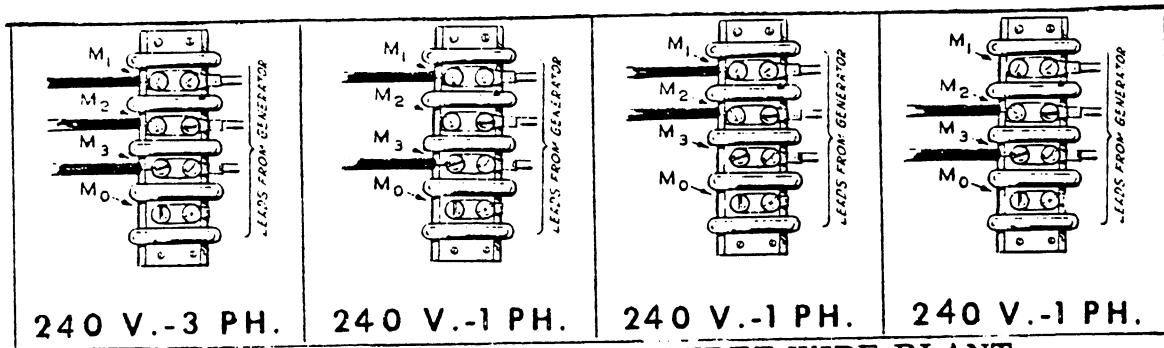 M1
M2
M3
M0
LEADS FROM GENERATOR
240 V.-3 PH.
M1
M2
M3
M0
LEADS FROM GENERATOR
240 V.-1 PH.
M1
M2
M3
M0
LEADS FROM GENERATOR
240 V.-1 PH.
M1
M2
M3
M0
LEADS FROM GENERATOR
240 V.-1 PH.
WIRE PLANT